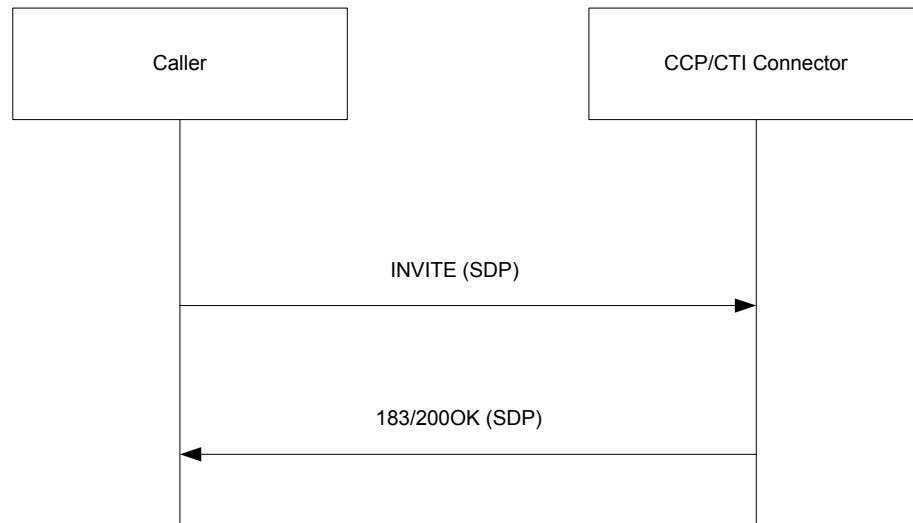 Caller
CCP/CTI Connector
INVITE (SDP)
183/200OK (SDP)